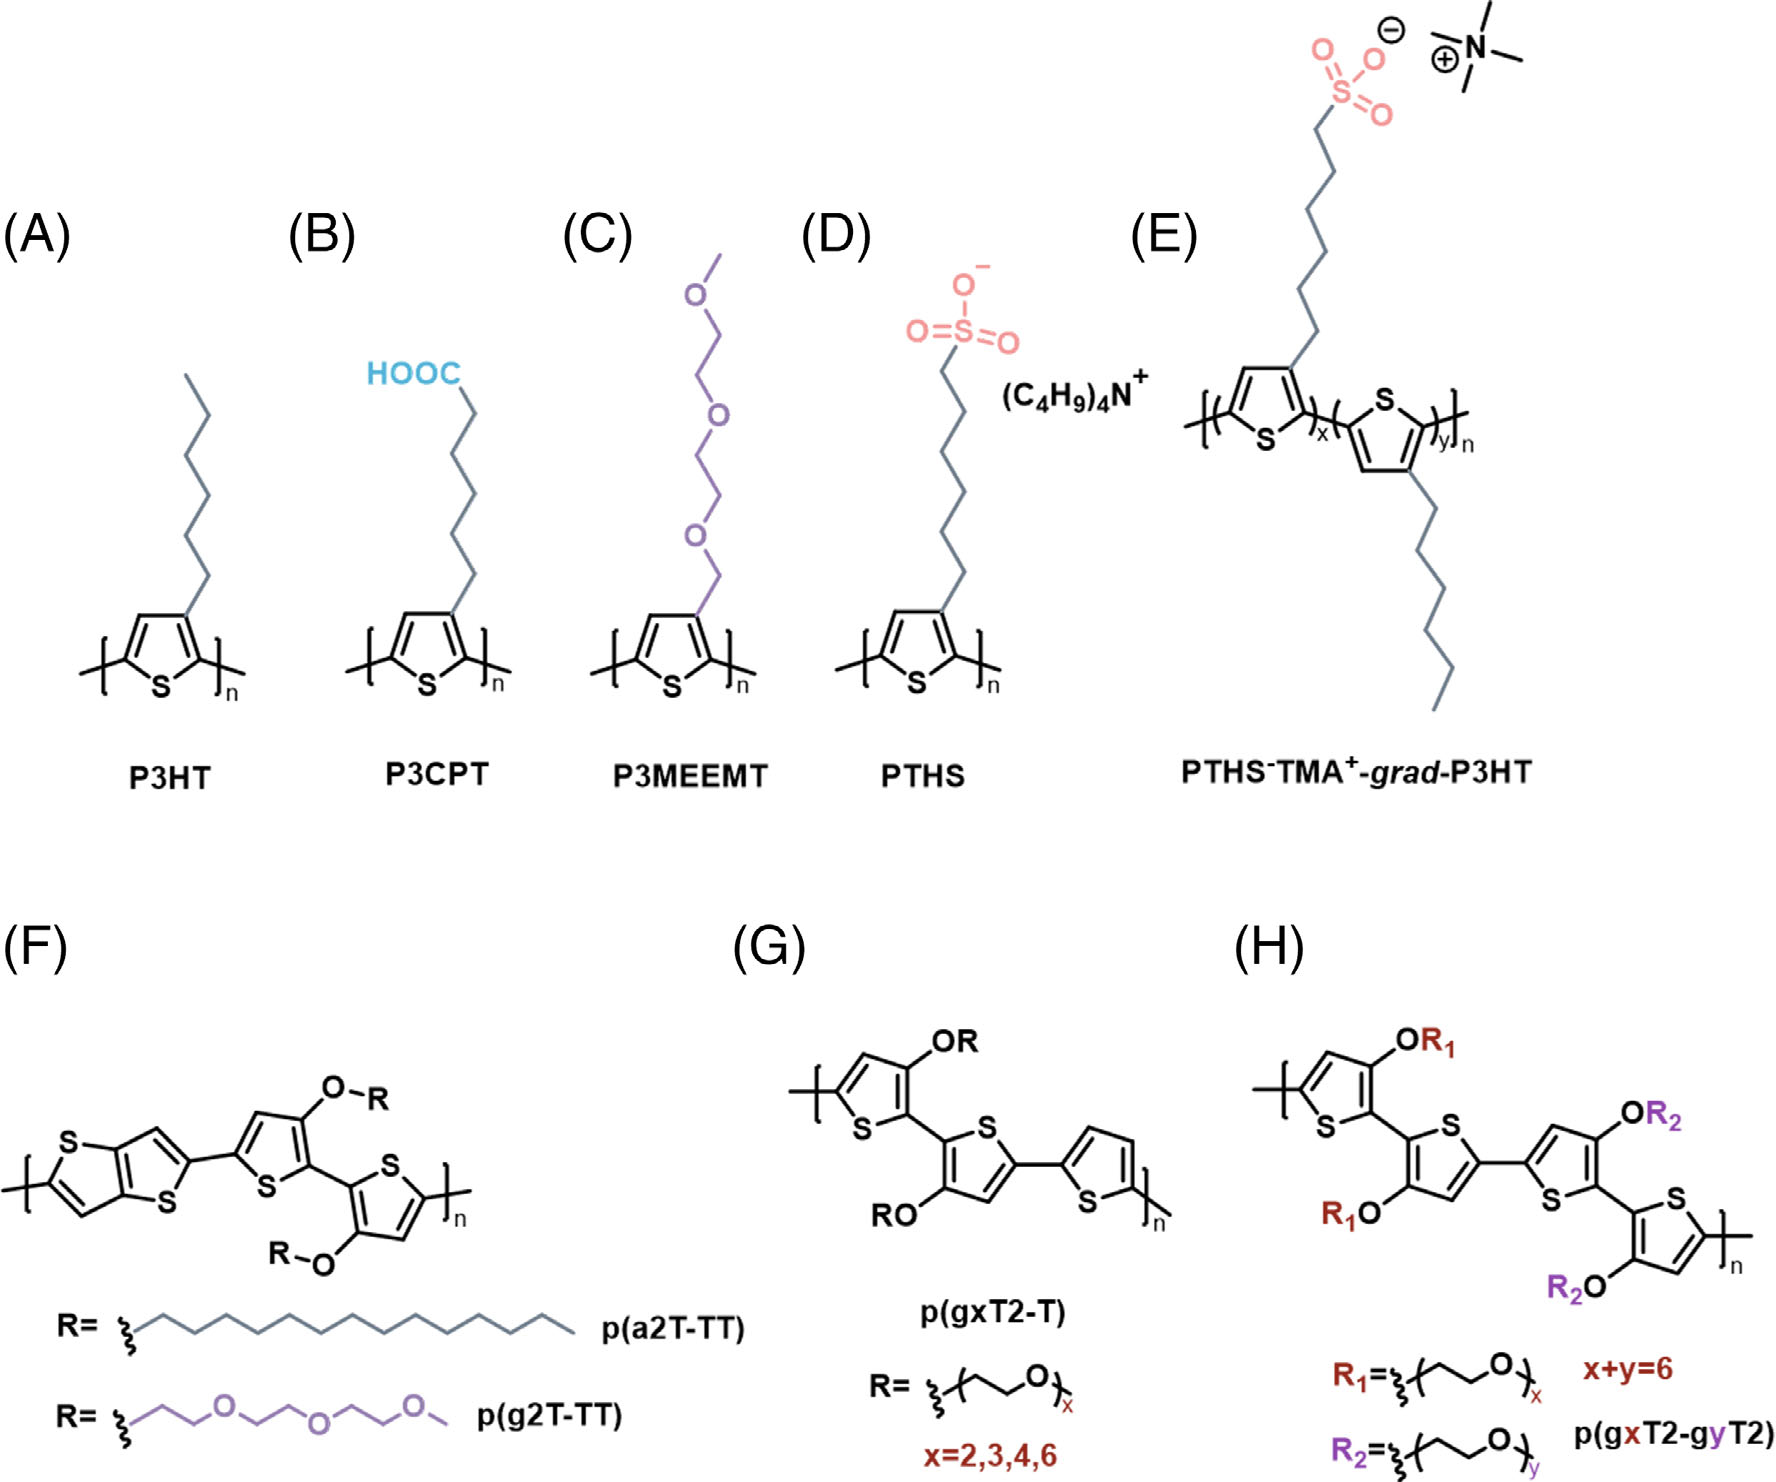 (A)
(B)
(C)
(D)
(E)
S
n
P3HT
HOOC
S
n
P3CPT
O
O
O
S
n
P3MEEMT
O−
O=S=O
(C4H9)4N+
S
n
PTHS
O
O
−
S
O
+
N
S
x
S
y
n
PTHS-TMA+-grad-P3HT
(F)
(G)
(H)
S
S
O-R
S
S
R-O
n
R=
p(a2T-TT)
R=
O
O
O
p(g2T-TT)
OR
S
S
RO
S
n
p(gxT2-T)
R=
O
x
x=2,3,4,6
OR1
S
S
R1O
OR2
S
S
R2O
n
R1=
O
x
x+y=6
R2=
O
y
p(gxT2-gyT2)